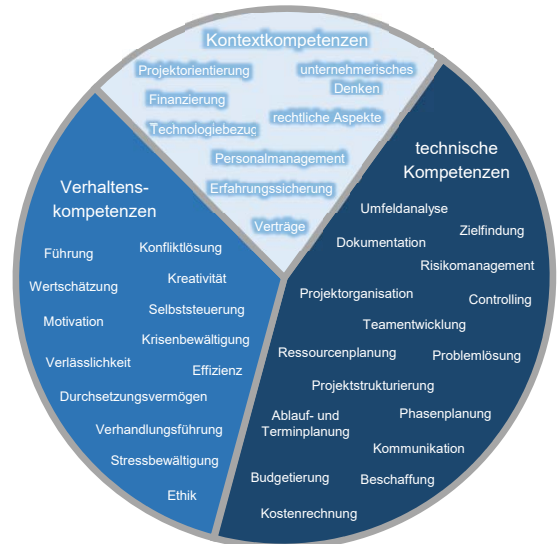 Kontextkompetenzen
Projektorientierung
unternehmerisches
Denken
Finanzierung
rechtliche Aspekte
Technologiebezug
Personalmanagement
Erfahrungssicherung
Verträge
technische
Kompetenzen
Umfeldanalyse
Zielfindung
Dokumentation
Risikomanagement
Projektorganisation
Controlling
Teamentwicklung
Ressourcenplanung
Problemlösung
Projektstrukturierung
Ablauf- und
Terminplanung
Phasenplanung
Kommunikation
Budgetierung
Beschaffung
Kostenrechnung
Verhaltens-
kompetenzen
Führung
Konfliktlösung
Wertschätzung
Kreativität
Motivation
Selbststeuerung
Krisenbewältigung
Verlässlichkeit
Effizienz
Durchsetzungsvermögen
Verhandlungsführung
Stressbewältigung
Ethik